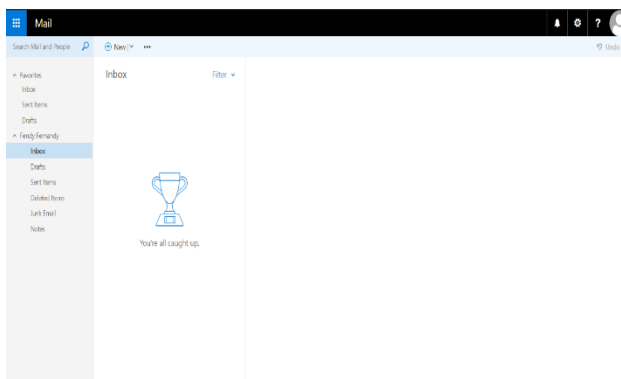 Mail
?
Search Mail and People
New
...
Undo
Favorites
Inbox
Sent Items
Drafts
Fendy Fernandy
Inbox
Drafts
Sent Items
Deleted Items
Junk Email
Notes
Inbox
Filter
You're all caught up.